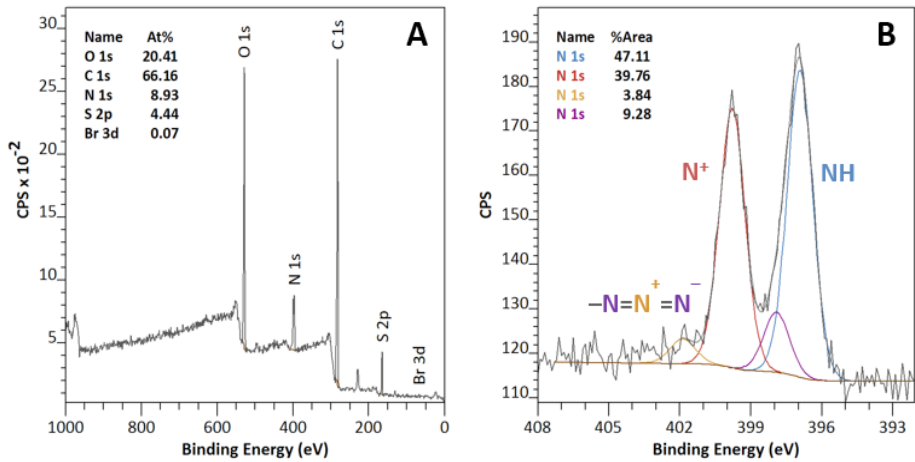 A
Name At%
O 1s 20.41
C 1s 66.16
N 1s 8.93
S 2p 4.44
Br 3d 0.07
O 1s
N 1s
C 1s
S 2p
Br 3d
CPS x 10⁻²
30
25
20
15
10
5
1000 800 600 400 200 0
Binding Energy (eV)
B
Name %Area
N 1s 47.11
N 1s 39.76
N 1s 3.84
N 1s 9.28
N⁺
NH
–N=N⁺=N⁻
CPS
190
180
170
160
150
140
130
120
110
408 405 402 399 396 393
Binding Energy (eV)